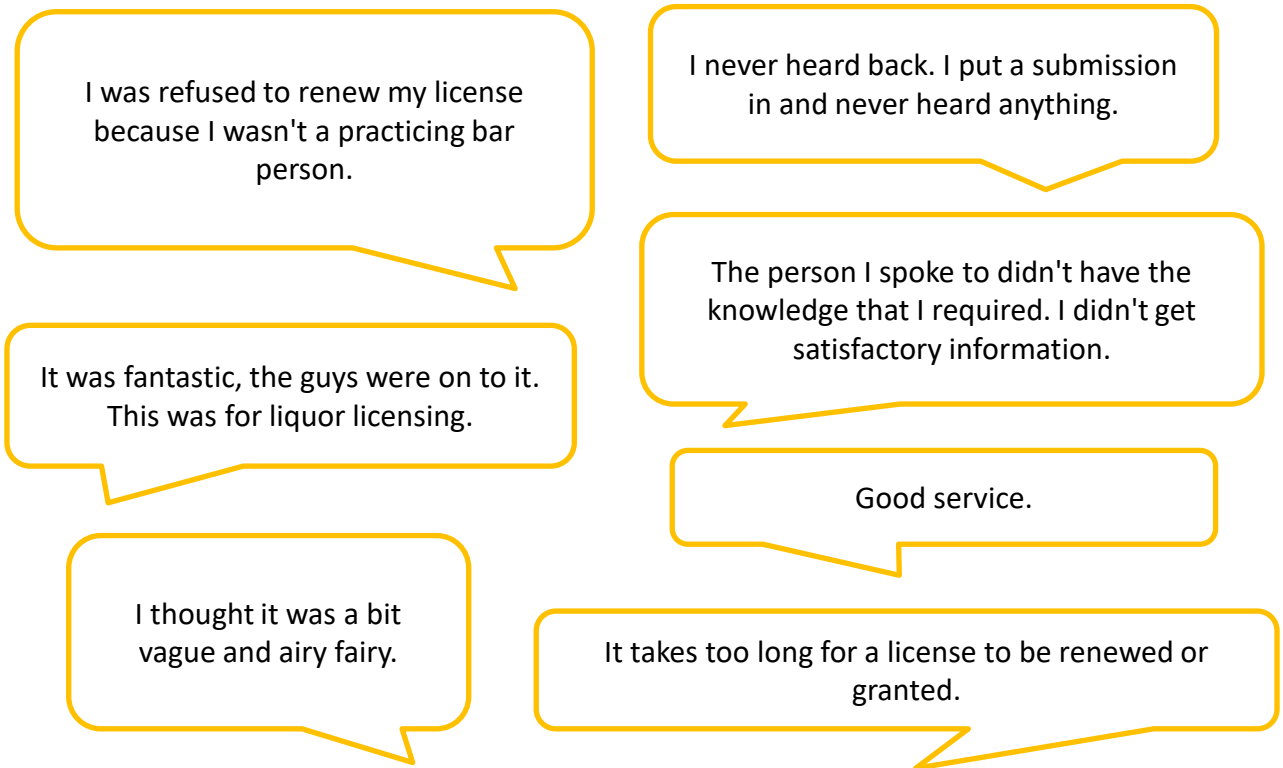 I was refused to renew my license
because I wasn't a practicing bar
person.
I never heard back. I put a submission
in and never heard anything.
The person I spoke to didn't have the
knowledge that I required. I didn't get
satisfactory information.
It was fantastic, the guys were on to it.
This was for liquor licensing.
Good service.
I thought it was a bit
vague and airy fairy.
It takes too long for a license to be renewed or
granted.